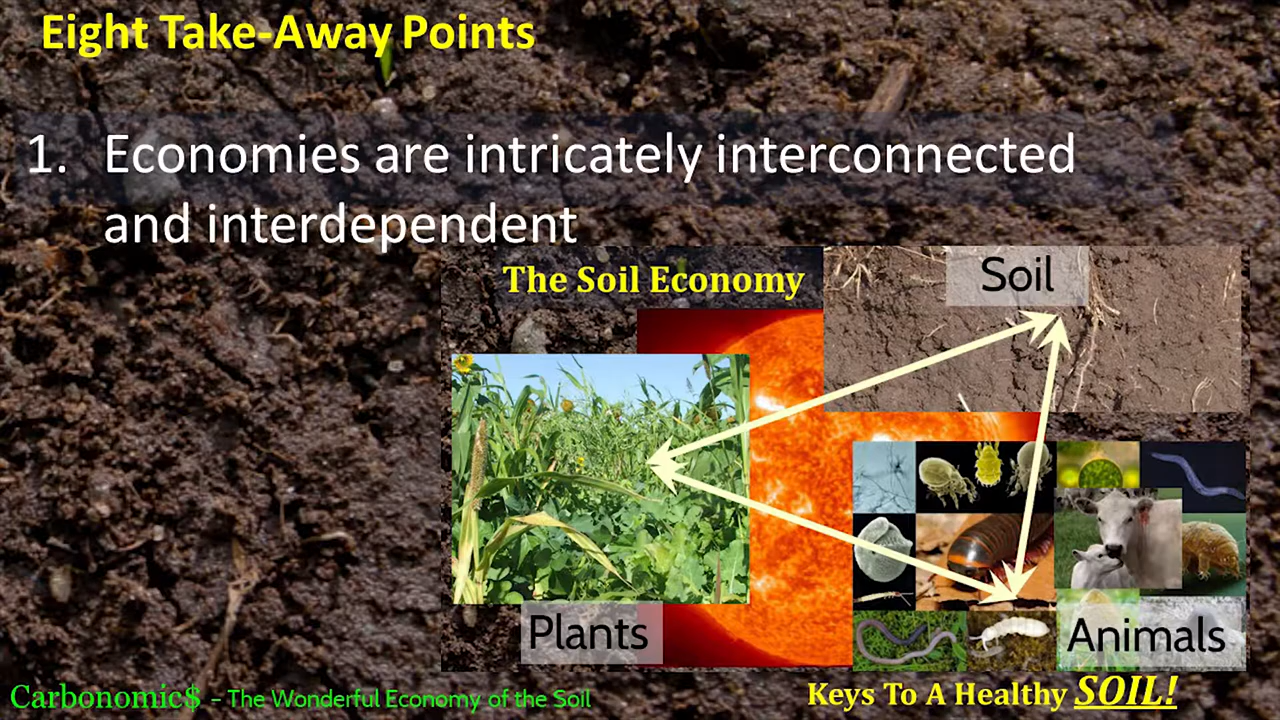 Eight Take-Away Points
1. Economies are intricately interconnected
and interdependent
The Soil Economy
Soil
Plants
Animals
Carbonomic$ – The Wonderful Economy of the Soil
Keys To A Healthy SOIL!